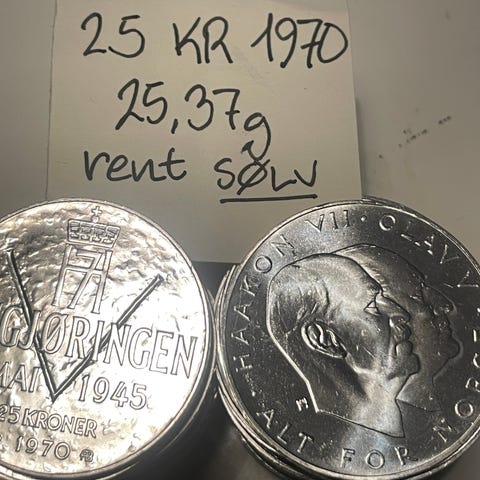 25 KR 1970
25,37g
rent sølv
GJØRINGEN
MAI 1945
25 KRONER
1970
HAAKON VII · OLAV V
E
ALT FOR NORGE